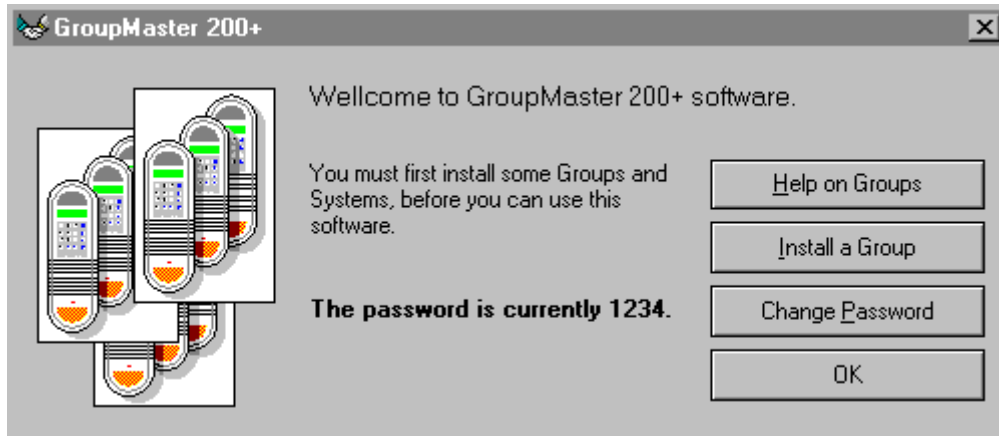 GroupMaster 200+
Wellcome to GroupMaster 200+ software.
You must first install some Groups and
Systems, before you can use this
software.
The password is currently 1234.
Help on Groups
Install a Group
Change Password
OK